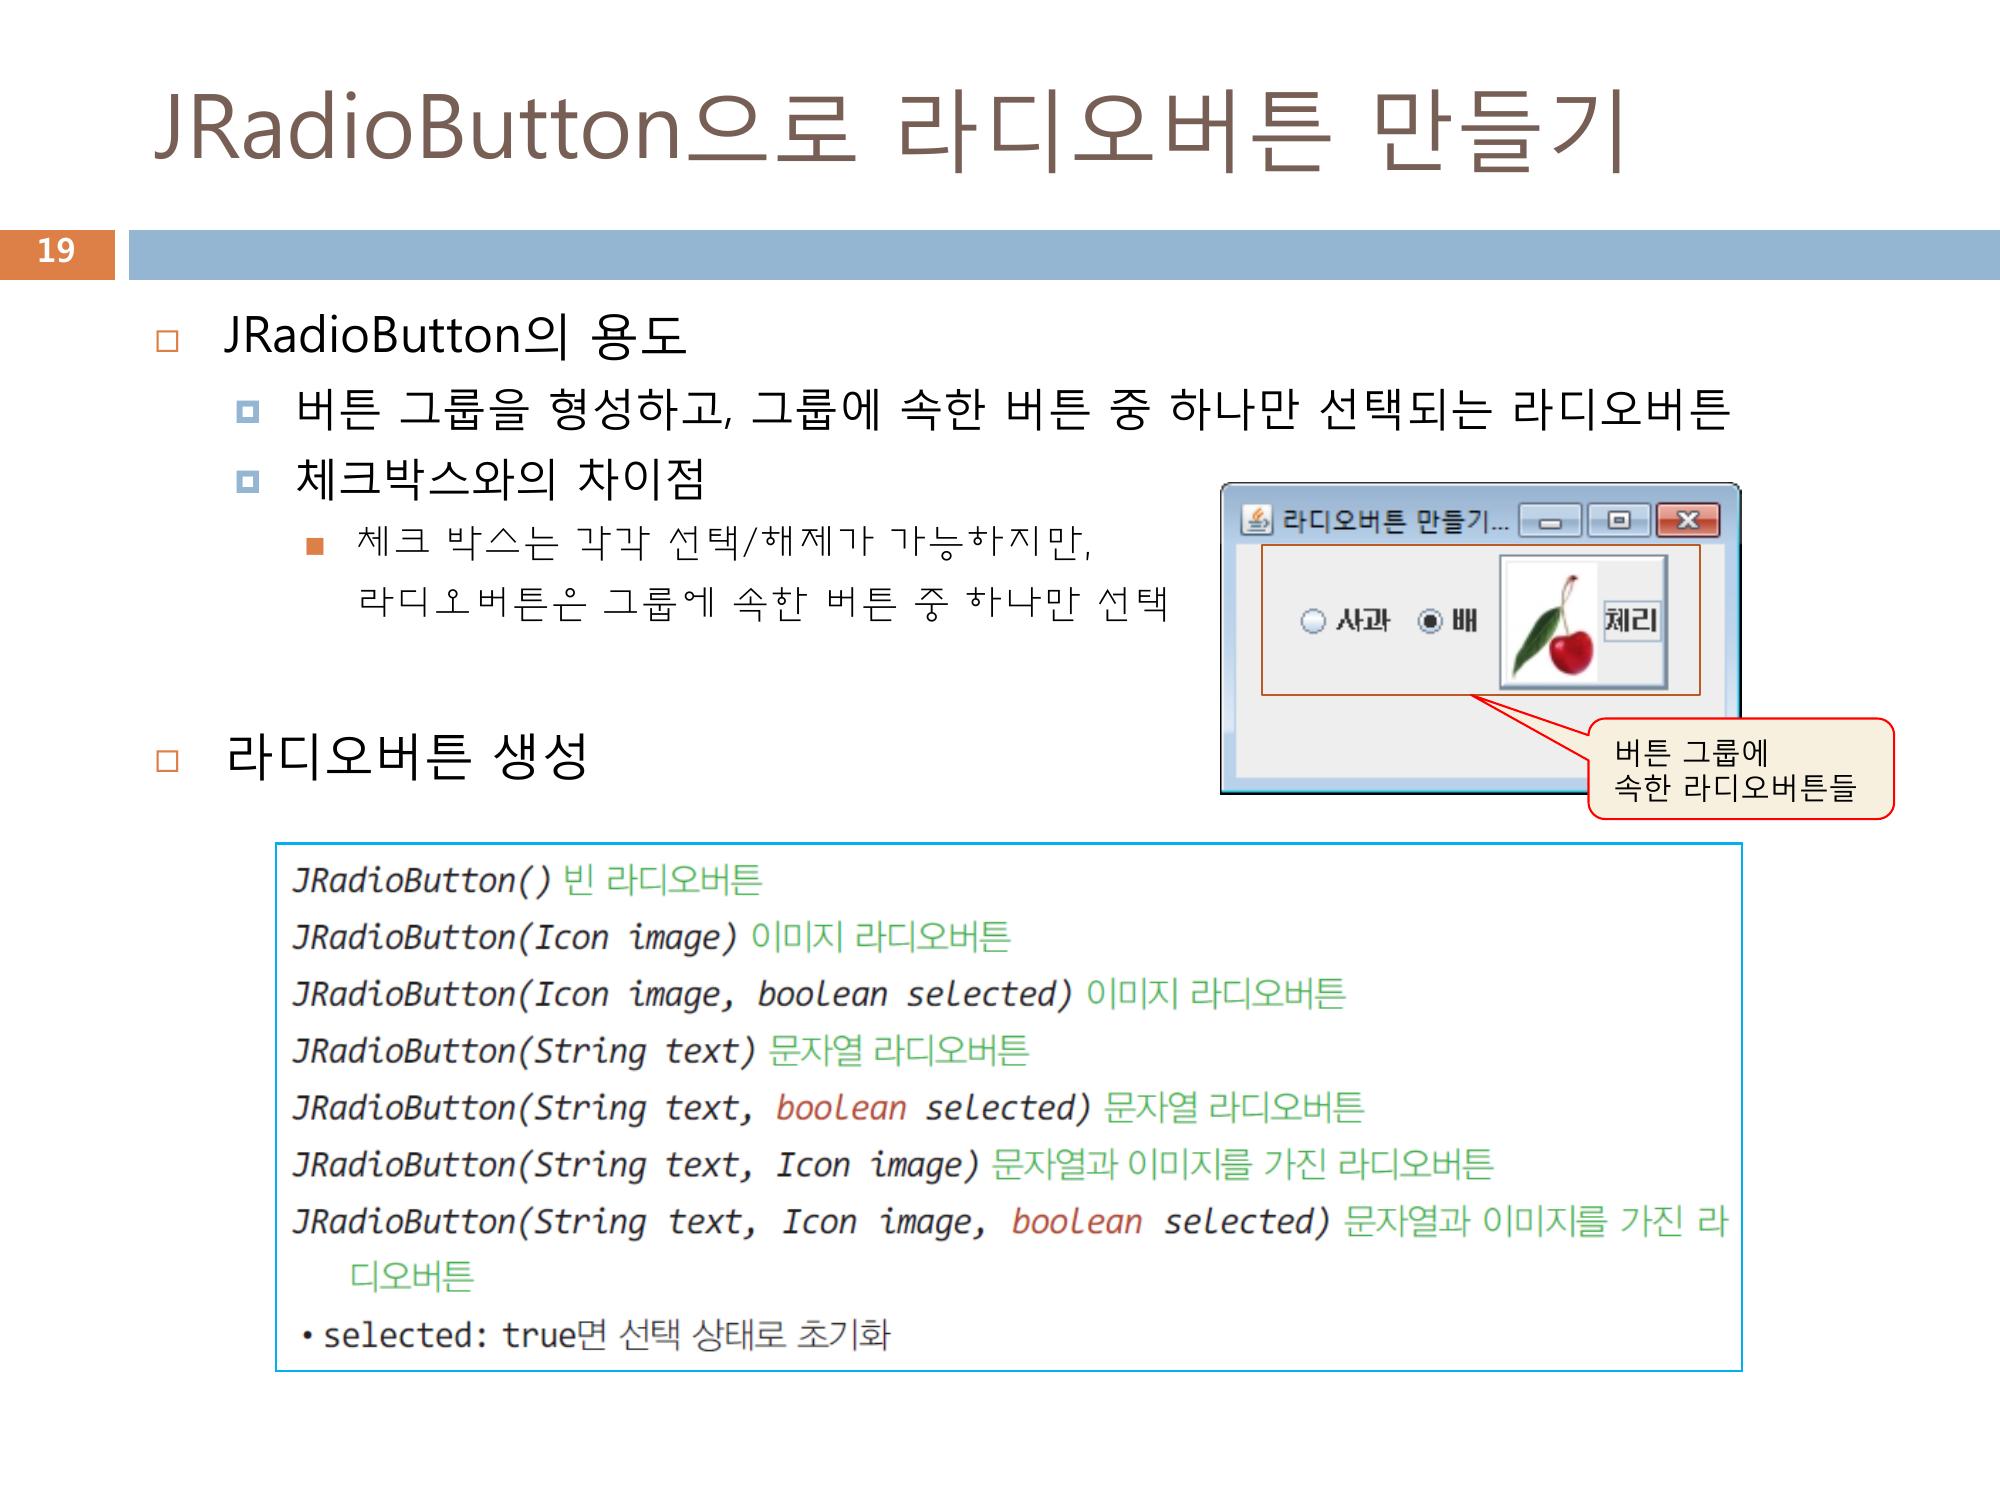 JRadioButton으로 라디오버튼 만들기
19
JRadioButton의 용도
버튼 그룹을 형성하고, 그룹에 속한 버튼 중 하나만 선택되는 라디오버튼
체크박스와의 차이점
체크 박스는 각각 선택/해제가 가능하지만,
라디오버튼은 그룹에 속한 버튼 중 하나만 선택
라디오버튼 만들기...
사과 배 체리
버튼 그룹에
속한 라디오버튼들
라디오버튼 생성
JRadioButton() 빈 라디오버튼
JRadioButton(Icon image) 이미지 라디오버튼
JRadioButton(Icon image, boolean selected) 이미지 라디오버튼
JRadioButton(String text) 문자열 라디오버튼
JRadioButton(String text, boolean selected) 문자열 라디오버튼
JRadioButton(String text, Icon image) 문자열과 이미지를 가진 라디오버튼
JRadioButton(String text, Icon image, boolean selected) 문자열과 이미지를 가진 라
디오버튼
• selected: true면 선택 상태로 초기화